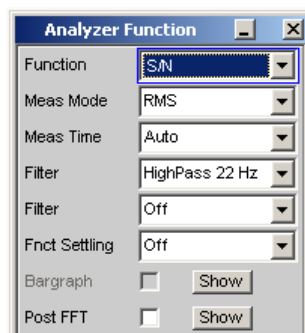 Analyzer Function
Function S/N
Meas Mode RMS
Meas Time Auto
Filter HighPass 22 Hz
Filter Off
Fnct Settling Off
Bargraph Show
Post FFT Show